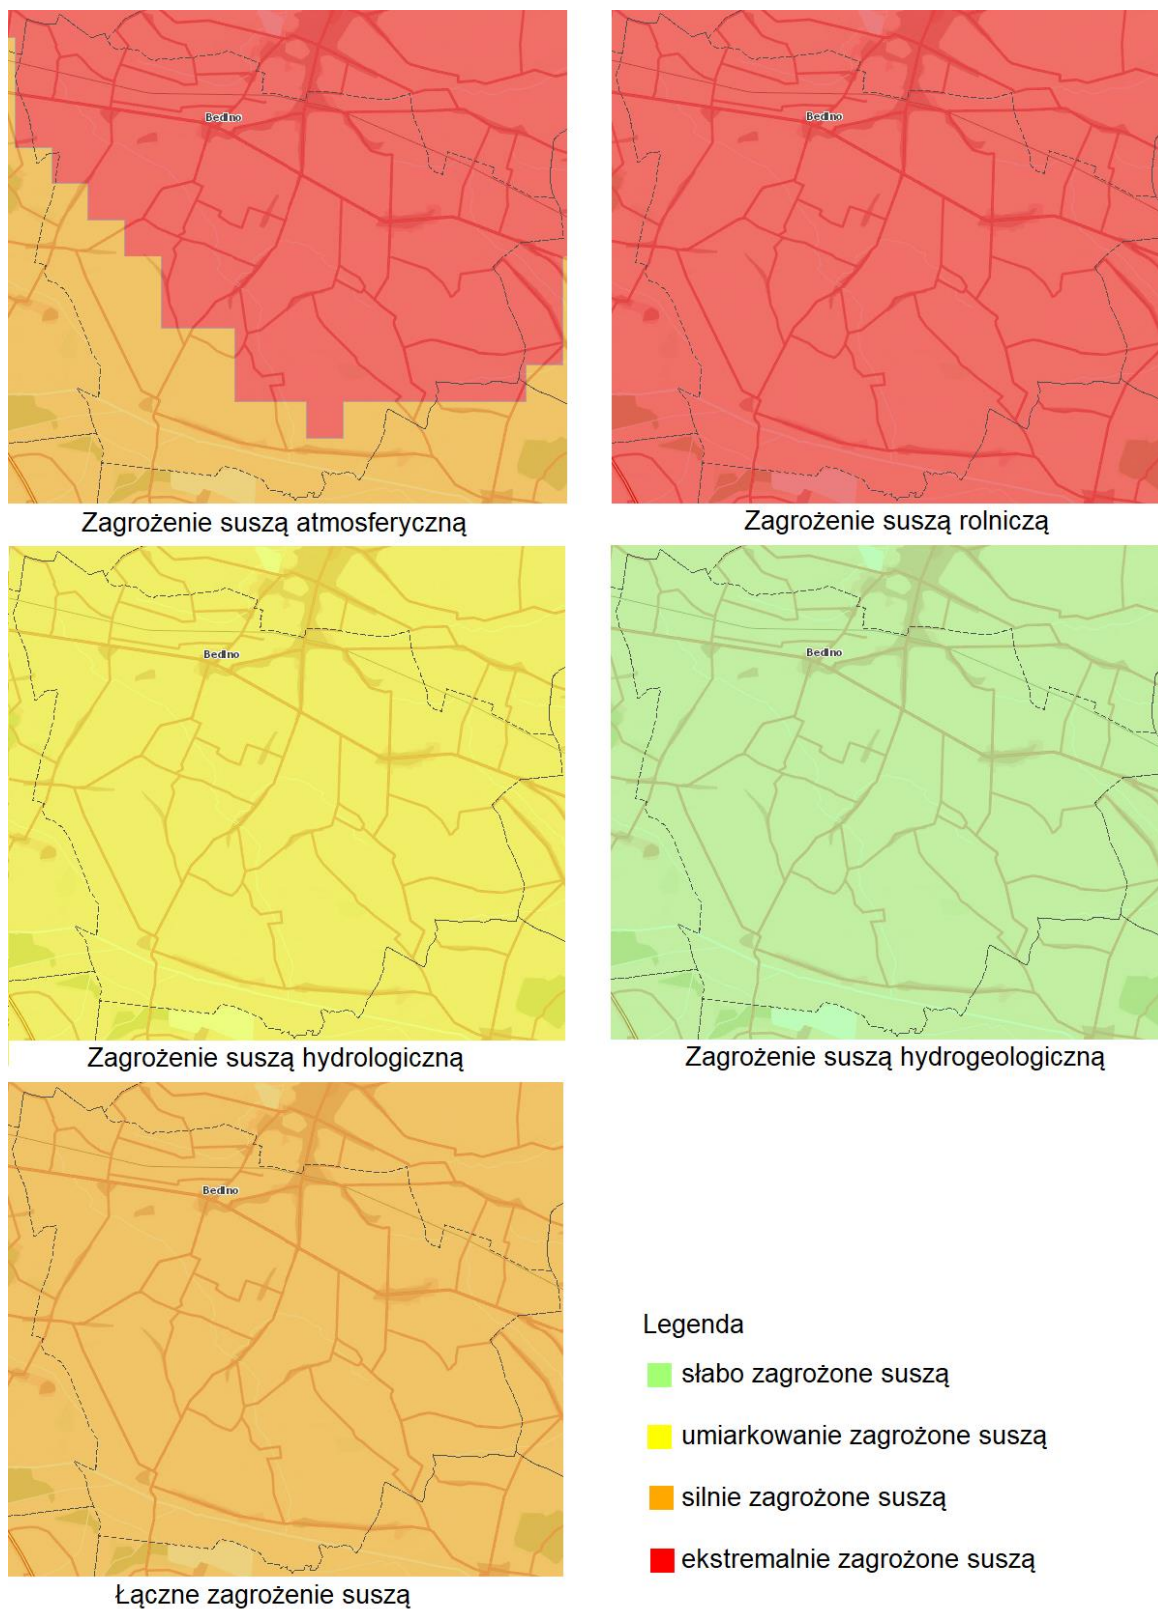 Bedlno
Bedlno
Zagrożenie suszą atmosferyczną
Zagrożenie suszą rolniczą
Bedlno
Bedlno
Zagrożenie suszą hydrologiczną
Zagrożenie suszą hydrogeologiczną
Bedlno
Łączne zagrożenie suszą
Legenda
słabo zagrożone suszą
umiarkowanie zagrożone suszą
silnie zagrożone suszą
ekstremalnie zagrożone suszą